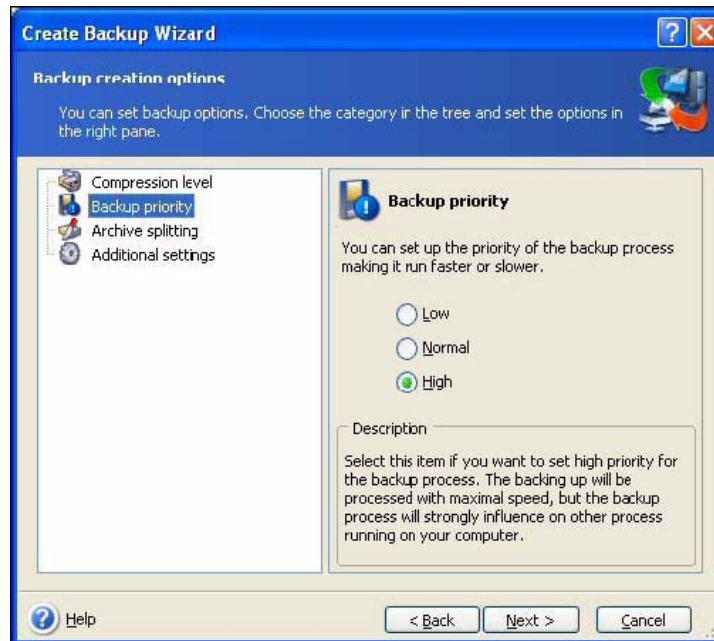 Create Backup Wizard
Backup creation options
You can set backup options. Choose the category in the tree and set the options in
the right pane.
Compression level
Backup priority
Archive splitting
Additional settings
Backup priority
You can set up the priority of the backup process
making it run faster or slower.
Low
Normal
High
Description
Select this item if you want to set high priority for
the backup process. The backing up will be
processed with maximal speed, but the backup
process will strongly influence on other process
running on your computer.
Help
< Back
Next >
Cancel